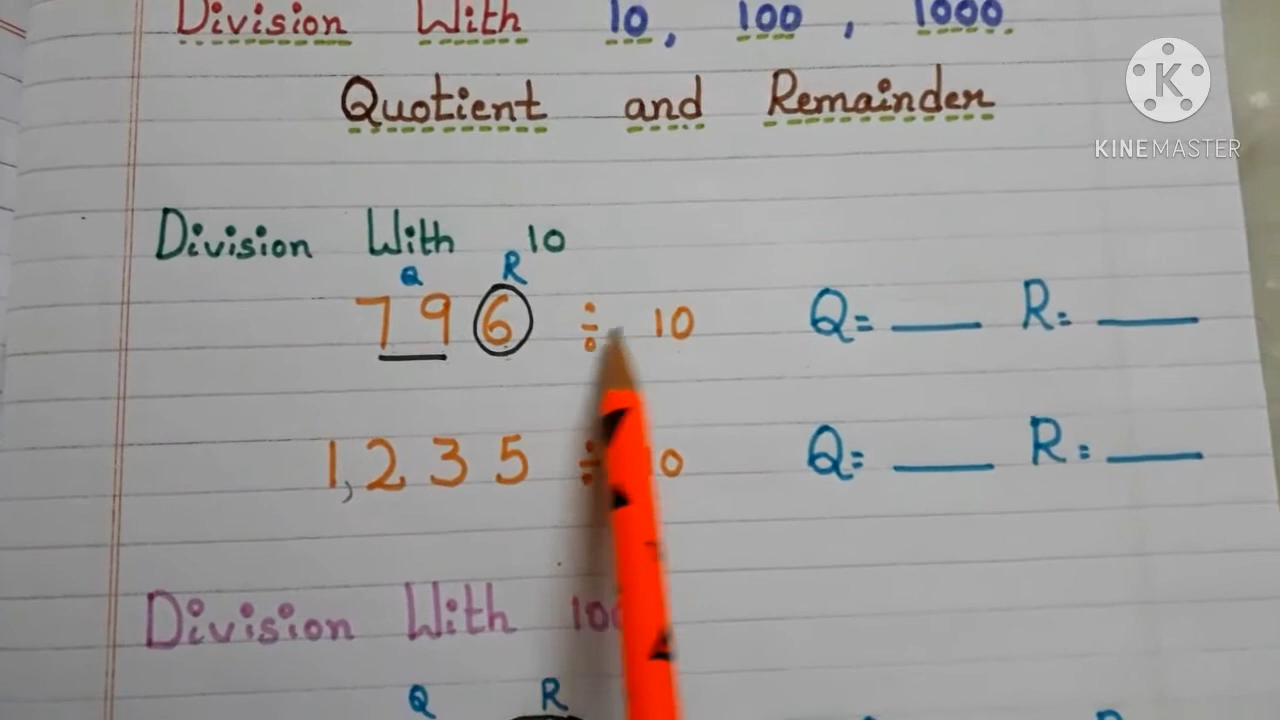 Division With 10, 100, 1000
Quotient and Remainder
K
KINEMASTER
Division With 10
Q R
796 ÷ 10 Q= ___ R= ___
1,235 ÷ 10 Q= ___ R= ___
Division With
Q R